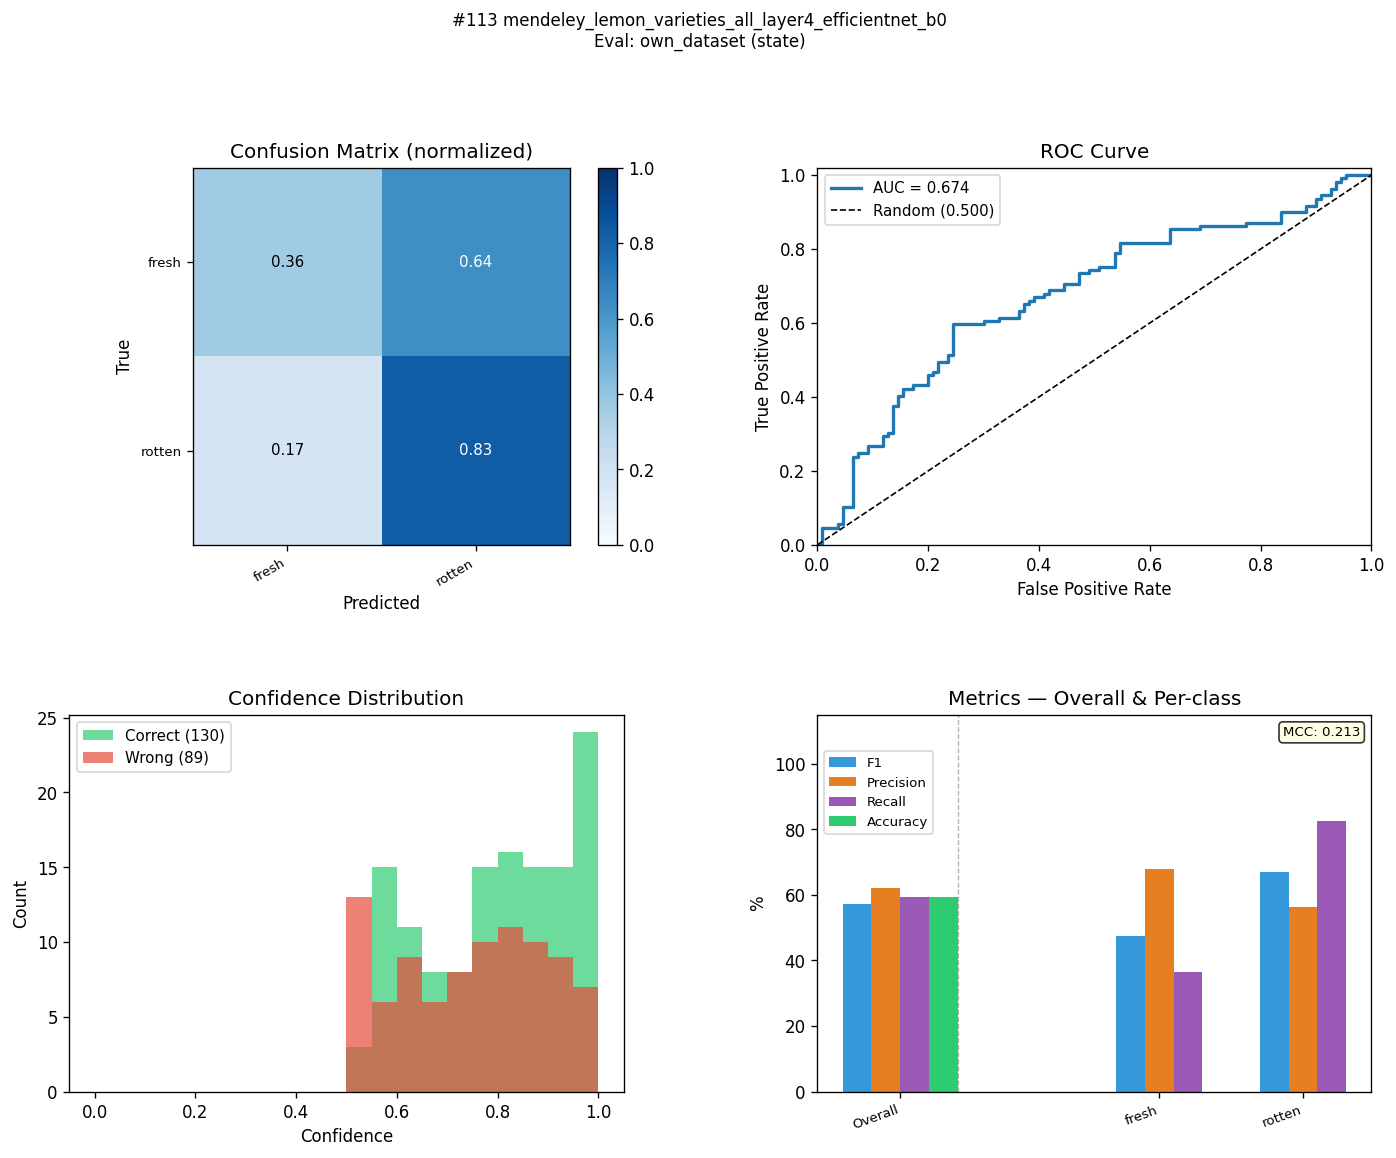 #113 mendeley_lemon_varieties_all_layer4_efficientnet_b0
Eval: own_dataset (state)
Confusion Matrix (normalized)
True
fresh
rotten
0.36
0.64
0.17
0.83
fresh
rotten
Predicted
1.0
0.8
0.6
0.4
0.2
0.0
ROC Curve
AUC = 0.674
Random (0.500)
True Positive Rate
1.0
0.8
0.6
0.4
0.2
0.0
0.0
0.2
0.4
0.6
0.8
1.0
False Positive Rate
Confidence Distribution
Correct (130)
Wrong (89)
Count
25
20
15
10
5
0
0.0
0.2
0.4
0.6
0.8
1.0
Confidence
Metrics — Overall & Per-class
MCC: 0.213
F1
Precision
Recall
Accuracy
%
100
80
60
40
20
0
Overall
fresh
rotten